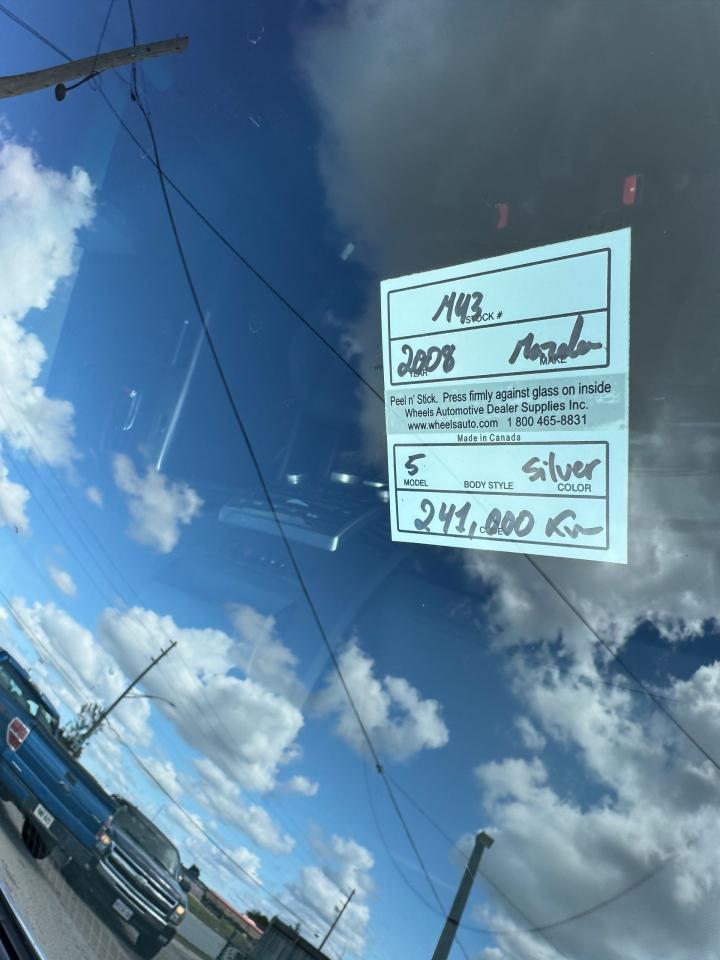 M43
STOCK #
2008 Mazda
YEAR MAKE
Peel n' Stick. Press firmly against glass on inside
Wheels Automotive Dealer Supplies Inc.
www.wheelsauto.com 1 800 465-8831
Made in Canada
5 Silver
MODEL BODY STYLE COLOR
241,000 Km
CODE